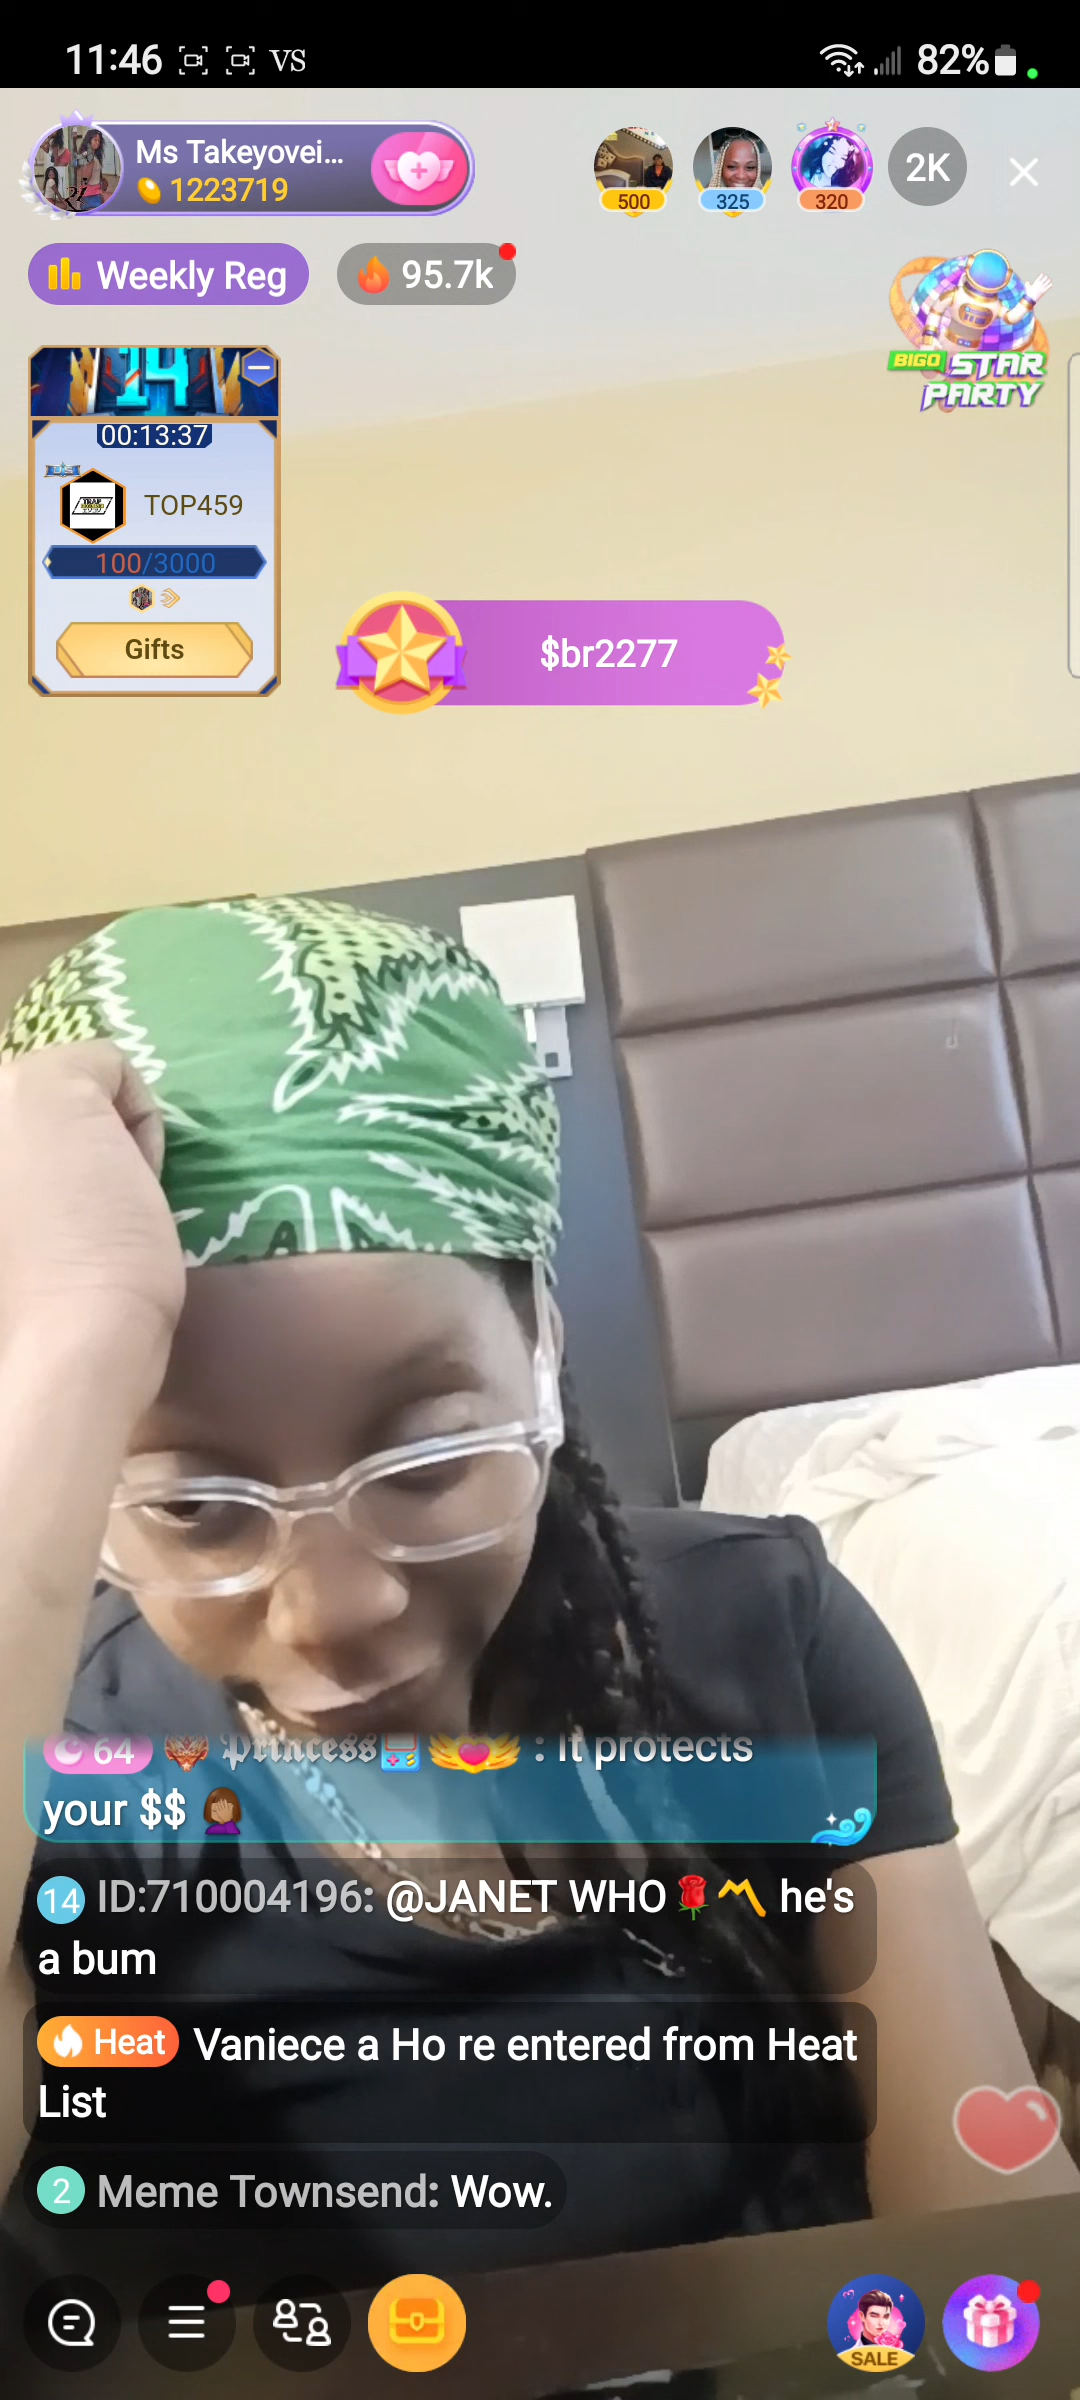 11:46 VS 82%
Ms Takeyovei...
1223719
500 325 320 2K
Weekly Reg 95.7k
BIGO STAR
PARTY
14
00:13:37
TOP459
100/3000
Gifts
$br2277
64 𝕻𝖗𝖎𝖓𝖈𝖊𝖘𝖘 : It protects
your $$ 🤦🏾‍♀️
14 ID:710004196: @JANET WHO🌹〽️ he's
a bum
Heat Vaniece a Ho re entered from Heat
List
2 Meme Townsend: Wow.
SALE